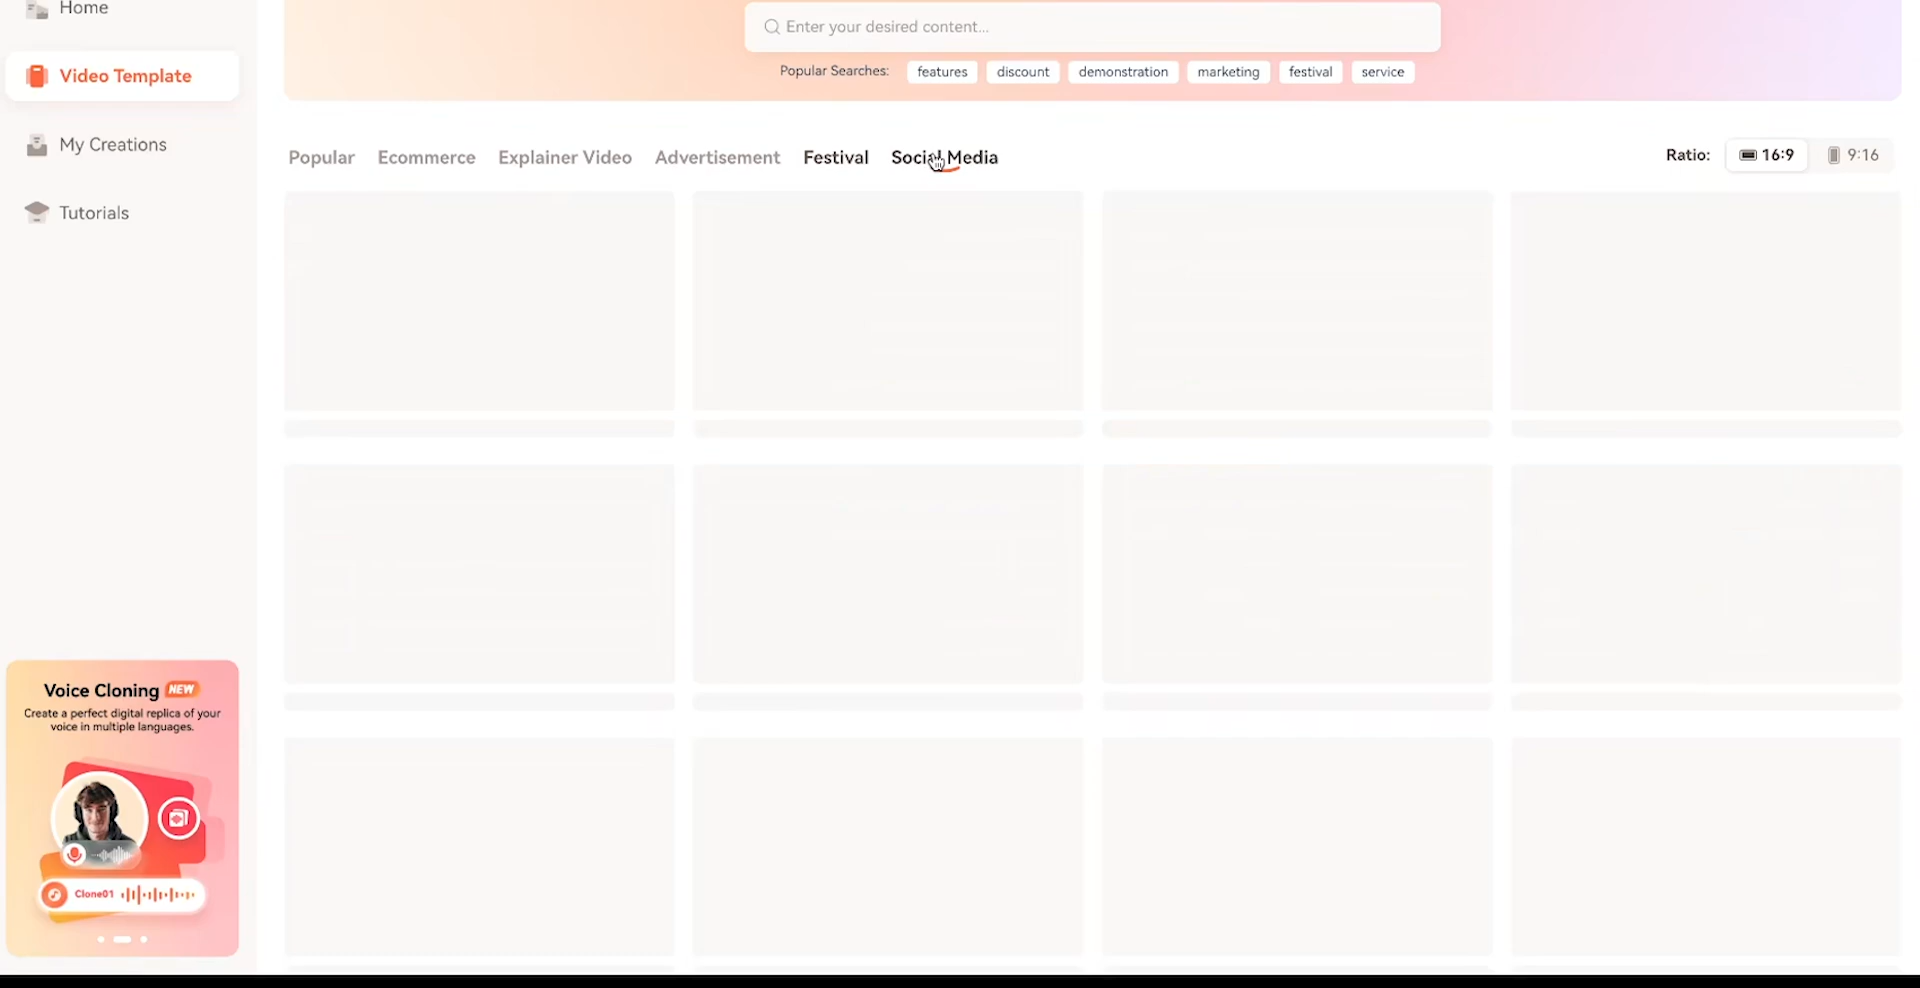 Home
Enter your desired content...
Video Template
Popular Searches: features discount demonstration marketing festival service
My Creations
Popular Ecommerce Explainer Video Advertisement Festival Social Media Ratio: 16:9 9:16
Tutorials
Voice Cloning NEW
Create a perfect digital replica of your
voice in multiple languages.
Clone01